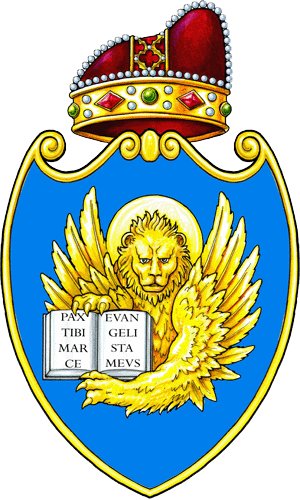 PAX
TIBI
MAR
CE
EVAN
GELI
STA
MEVS